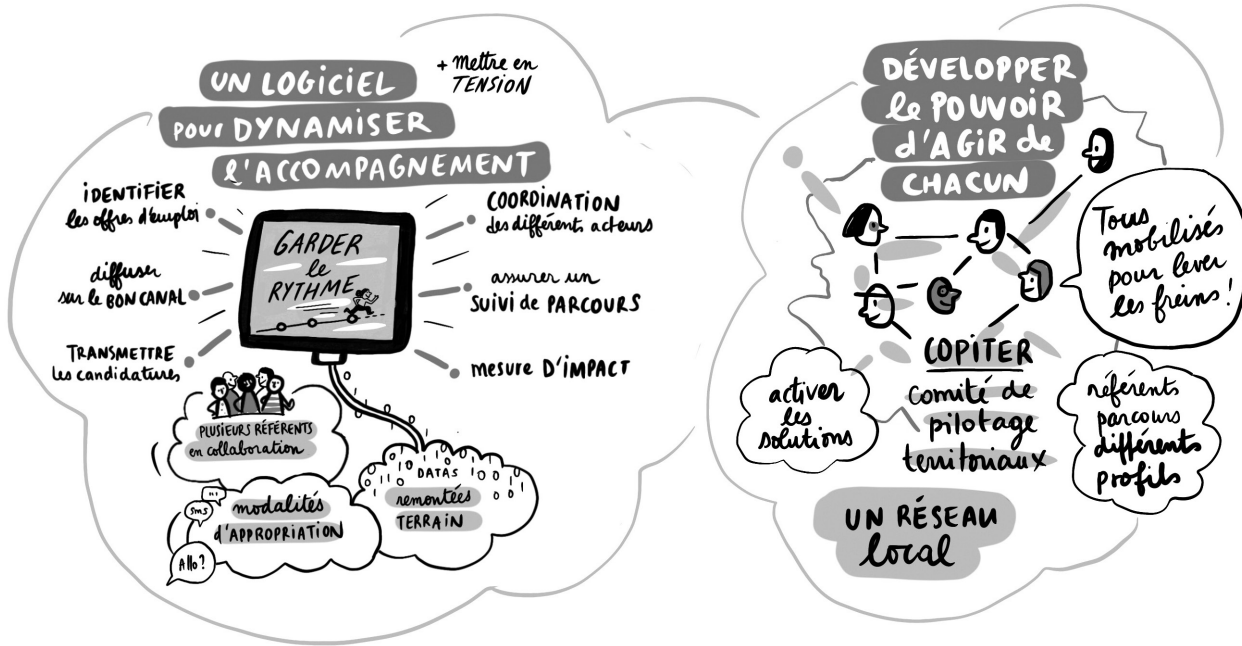 UN LOGiCiEL
pour DYNAMiSER
l'ACCOMPAGNEMENT
+ Mettre en
TENSiON
iDENTiFiER
les offres d'emploi
diffuser
sur le BON CANAL
TRANSMETTRE
les candidatures
GARDER
le
RYTHME
COORDiNATiON
des différents acteurs
assurer un
SUiVi de PARCOURS
mesure D'iMPACT
PLUSiEURS RÉFÉRENTS
en collaboration
modalités
d'APPROPRiATiON
sms
Allo?
DATAS
remontées
TERRAiN
DÉVELOPPER
le POUVOiR
d'AGiR de
CHACUN
Tous
mobilisés
pour lever
les freins !
COPiTER
comité de
pilotage
territoriaux
activer
les
solutions
référents
parcours
différents
profils
UN RÉSEAU
local